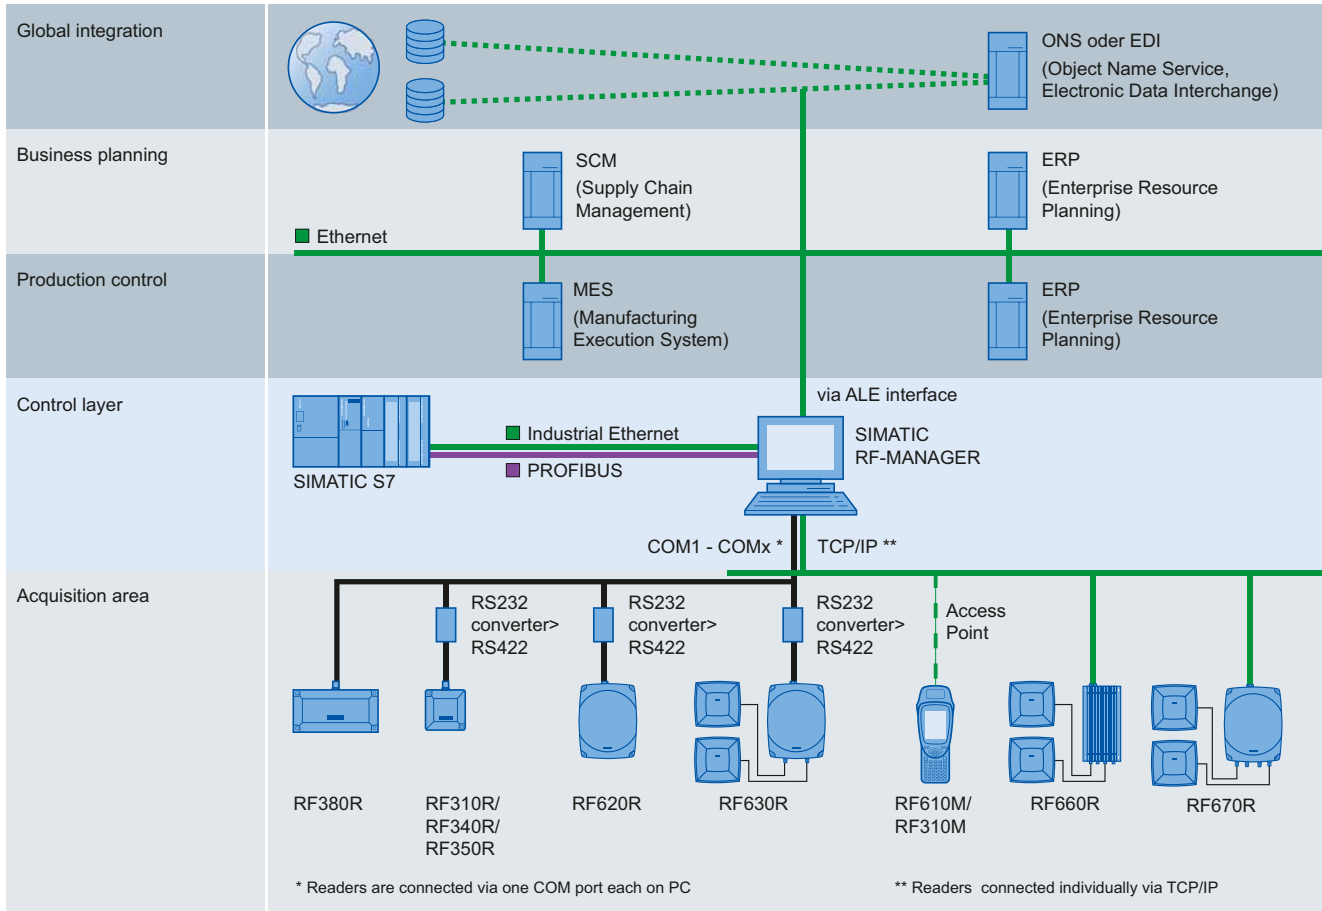 Global integration
ONS oder EDI
(Object Name Service,
Electronic Data Interchange)
Business planning
SCM
(Supply Chain
Management)
ERP
(Enterprise Resource
Planning)
Ethernet
Production control
MES
(Manufacturing
Execution System)
ERP
(Enterprise Resource
Planning)
Control layer
via ALE interface
Industrial Ethernet
PROFIBUS
SIMATIC S7
SIMATIC
RF-MANAGER
COM1 - COMx *
TCP/IP **
Acquisition area
RS232
converter>
RS422
RS232
converter>
RS422
RS232
converter>
RS422
Access
Point
RF380R
RF310R/
RF340R/
RF350R
RF620R
RF630R
RF610M/
RF310M
RF660R
RF670R
* Readers are connected via one COM port each on PC
** Readers connected individually via TCP/IP